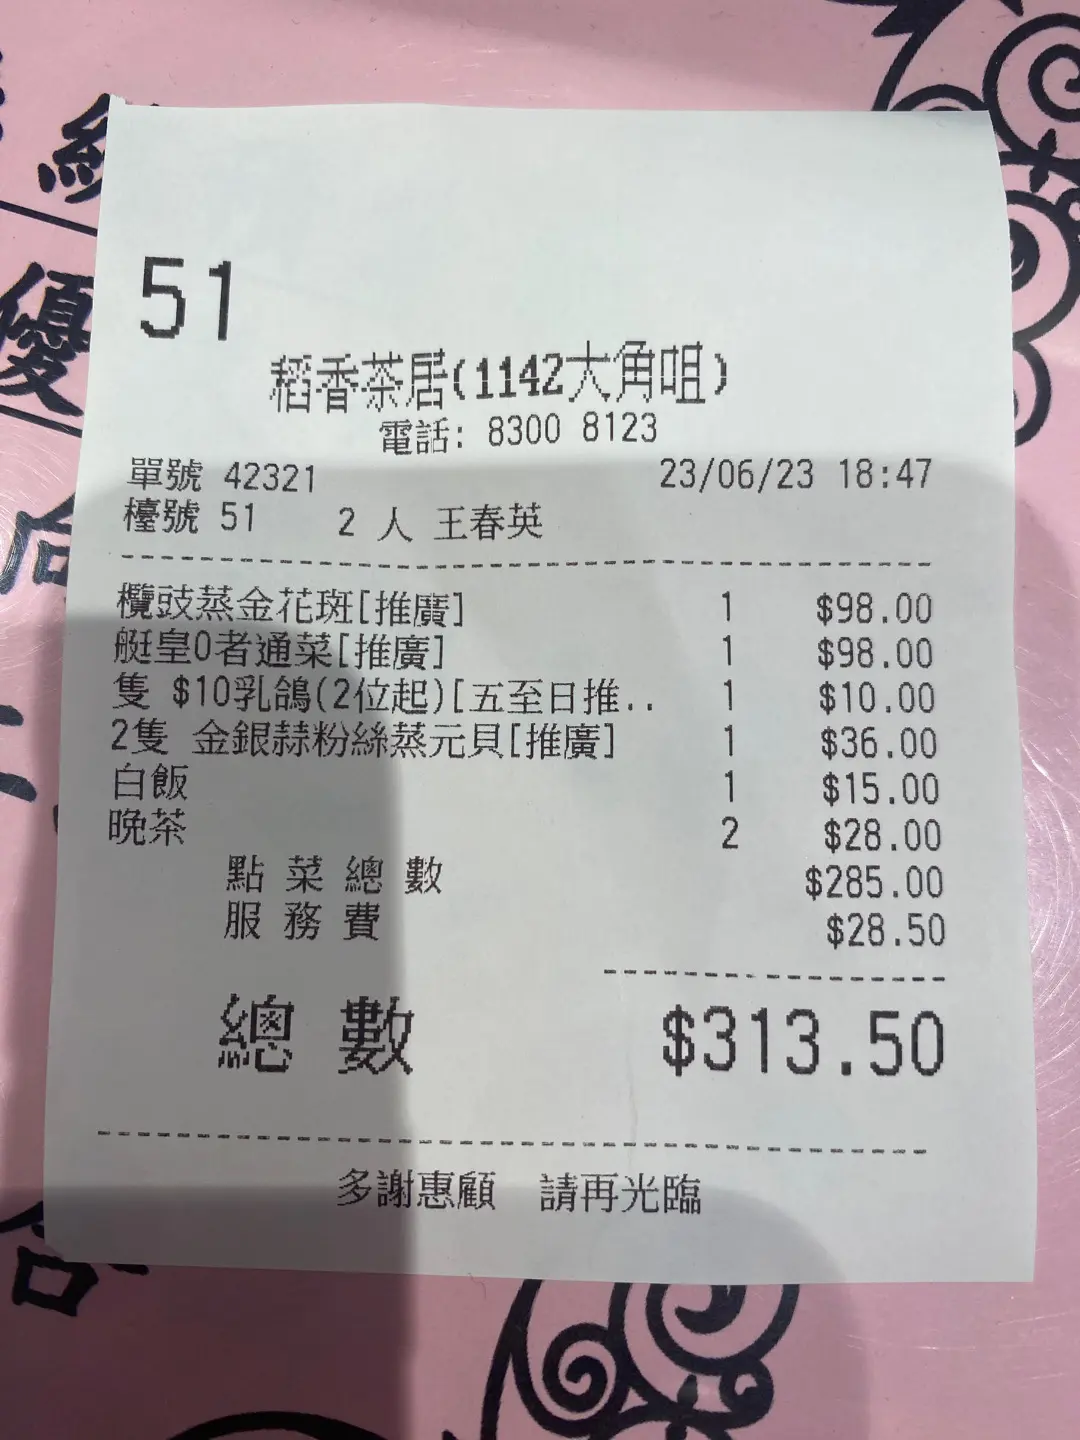 51
稻香茶居(1142大角咀)
電話: 8300 8123
單號 42321 23/06/23 18:47
檯號 51 2 人 王春英
欖豉蒸金花斑[推廣] 1 $98.00
艇皇0者通菜[推廣] 1 $98.00
隻 $10乳鴿(2位起)[五至日推.. 1 $10.00
2隻 金銀蒜粉絲蒸元貝[推廣] 1 $36.00
白飯 1 $15.00
晚茶 2 $28.00
點菜總數 $285.00
服務費 $28.50
總數 $313.50
多謝惠顧 請再光臨
優